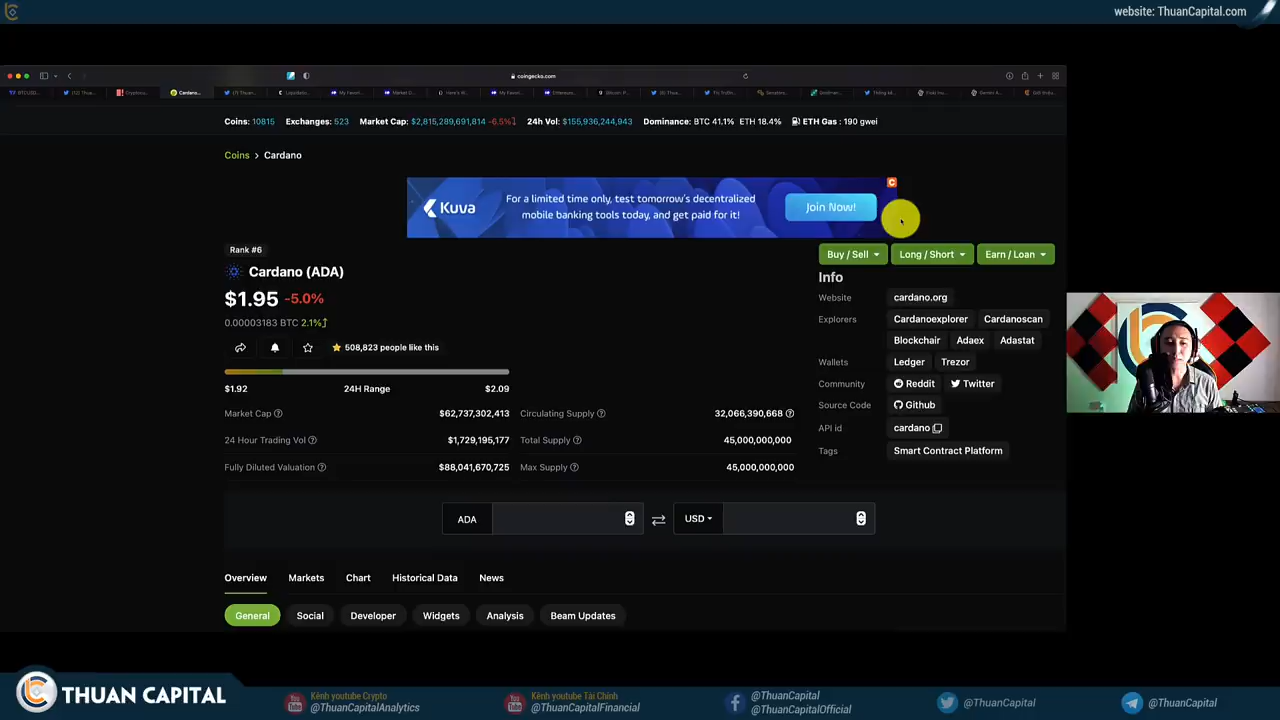 website: ThuanCapital.com
coingecko.com
Coins: 10815 Exchanges: 523 Market Cap: $2,815,289,691,814 -6.5% 24h Vol: $155,936,244,943 Dominance: BTC 41.1% ETH 18.4% ETH Gas: 190 gwei
Coins > Cardano
Kuva
For a limited time only, test tomorrow's decentralized
mobile banking tools today, and get paid for it!
Join Now!
Rank #6
Buy / Sell Long / Short Earn / Loan
Cardano (ADA)
Info
$1.95 -5.0%
Website cardano.org
0.00003183 BTC 2.1%
Explorers Cardanoexplorer Cardanoscan
Blockchair Adaex Adastat
508,823 people like this
Wallets Ledger Trezor
$1.92 24H Range $2.09
Community Reddit Twitter
Source Code Github
Market Cap $62,737,302,413 Circulating Supply 32,066,390,668
API id cardano
24 Hour Trading Vol $1,729,195,177 Total Supply 45,000,000,000
Tags Smart Contract Platform
Fully Diluted Valuation $88,041,670,725 Max Supply 45,000,000,000
ADA USD
Overview Markets Chart Historical Data News
General Social Developer Widgets Analysis Beam Updates
THUAN CAPITAL
Kênh youtube Crypto
@ThuanCapitalAnalytics
Kênh youtube Tài Chính
@ThuanCapitalFinancial
@ThuanCapital
@ThuanCapitalOfficial
@ThuanCapital
@ThuanCapital